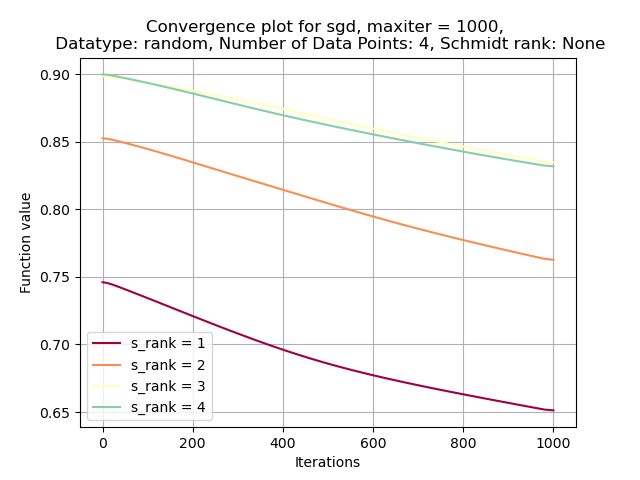 Convergence plot for sgd, maxiter = 1000,
Datatype: random, Number of Data Points: 4, Schmidt rank: None
Function value
0.90
0.85
0.80
0.75
0.70
0.65
s_rank = 1
s_rank = 2
s_rank = 3
s_rank = 4
0 200 400 600 800 1000
Iterations